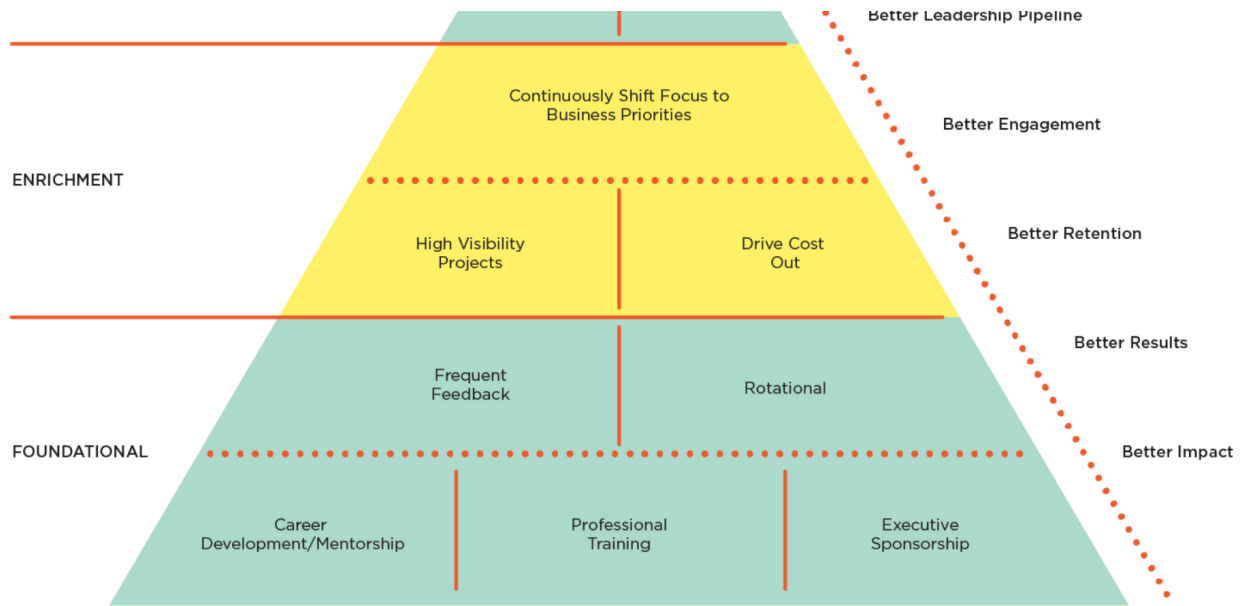 Better Leadership Pipeline
Continuously Shift Focus to
Business Priorities
Better Engagement
ENRICHMENT
High Visibility
Projects
Drive Cost
Out
Better Retention
Better Results
Frequent
Feedback
Rotational
FOUNDATIONAL
Better Impact
Career
Development/Mentorship
Professional
Training
Executive
Sponsorship